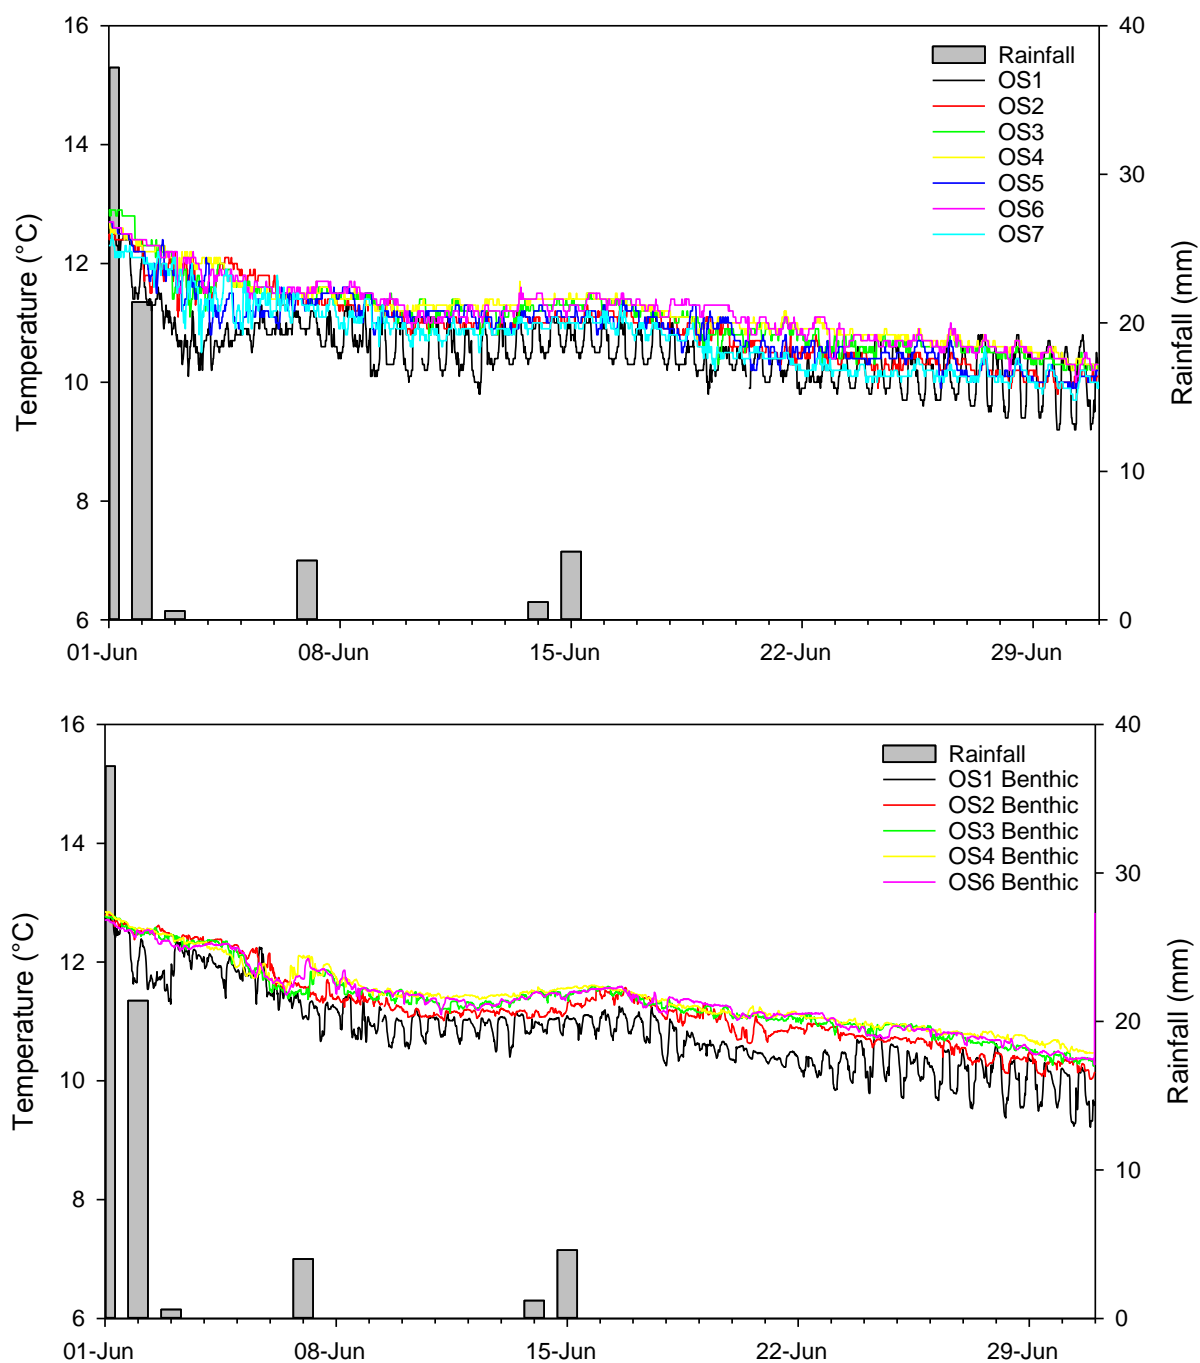 16
14
12
10
8
6
Temperature (°C)
40
30
20
10
0
Rainfall (mm)
Rainfall
OS1
OS2
OS3
OS4
OS5
OS6
OS7
01-Jun 08-Jun 15-Jun 22-Jun 29-Jun
16
14
12
10
8
6
Temperature (°C)
40
30
20
10
0
Rainfall (mm)
Rainfall
OS1 Benthic
OS2 Benthic
OS3 Benthic
OS4 Benthic
OS6 Benthic
01-Jun 08-Jun 15-Jun 22-Jun 29-Jun